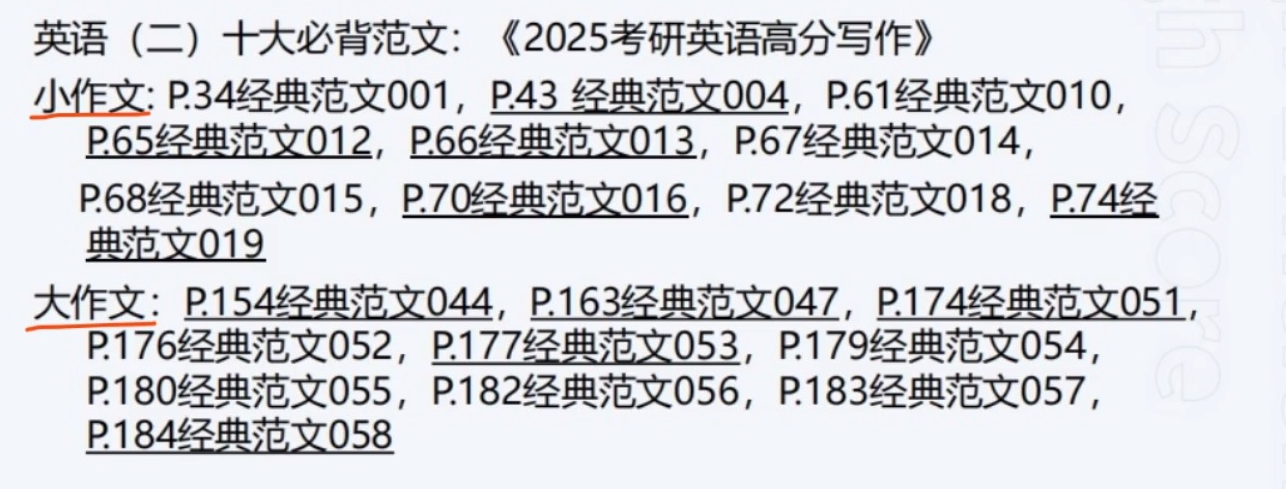 英语（二）十大必背范文：《2025考研英语高分写作》
小作文: P.34经典范文001，P.43 经典范文004，P.61经典范文010，
P.65经典范文012，P.66经典范文013，P.67经典范文014，
P.68经典范文015，P.70经典范文016，P.72经典范文018，P.74经
典范文019
大作文：P.154经典范文044，P.163经典范文047，P.174经典范文051，
P.176经典范文052，P.177经典范文053，P.179经典范文054，
P.180经典范文055，P.182经典范文056，P.183经典范文057，
P.184经典范文058
h Score